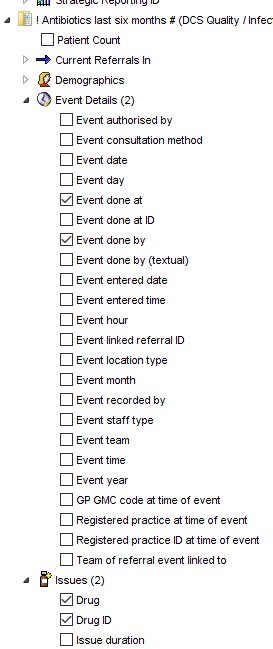 Strategic Reporting ID
! Antibiotics last six months # (DCS Quality / Infec
Patient Count
Current Referrals In
Demographics
Event Details (2)
Event authorised by
Event consultation method
Event date
Event day
Event done at
Event done at ID
Event done by
Event done by (textual)
Event entered date
Event entered time
Event hour
Event linked referral ID
Event location type
Event month
Event recorded by
Event staff type
Event team
Event time
Event year
GP GMC code at time of event
Registered practice at time of event
Registered practice ID at time of event
Team of referral event linked to
Issues (2)
Drug
Drug ID
Issue duration